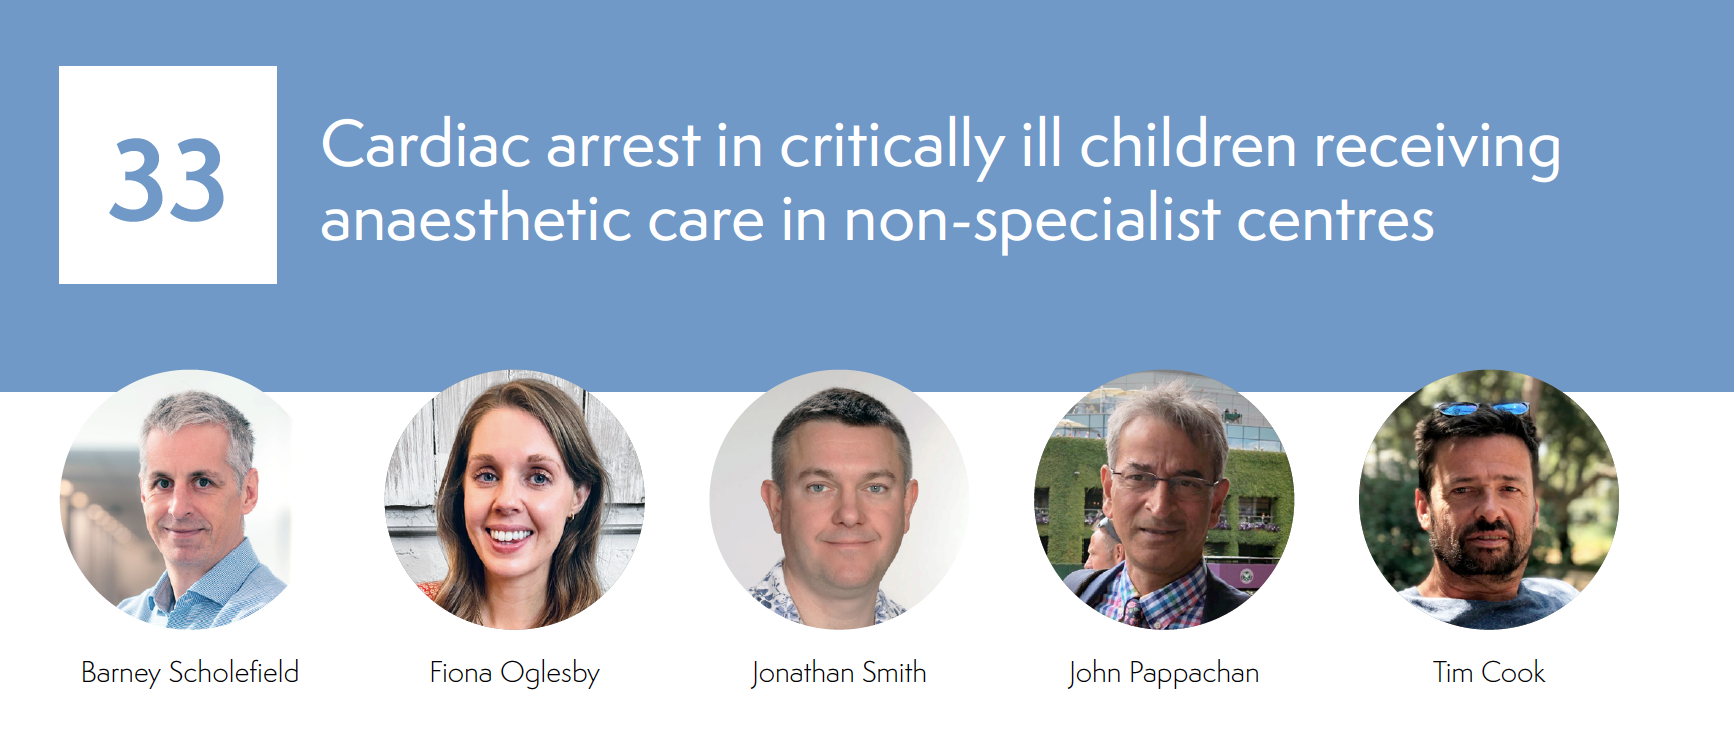 33
Cardiac arrest in critically ill children receiving
anaesthetic care in non-specialist centres
Barney Scholefield
Fiona Oglesby
Jonathan Smith
John Pappachan
Tim Cook